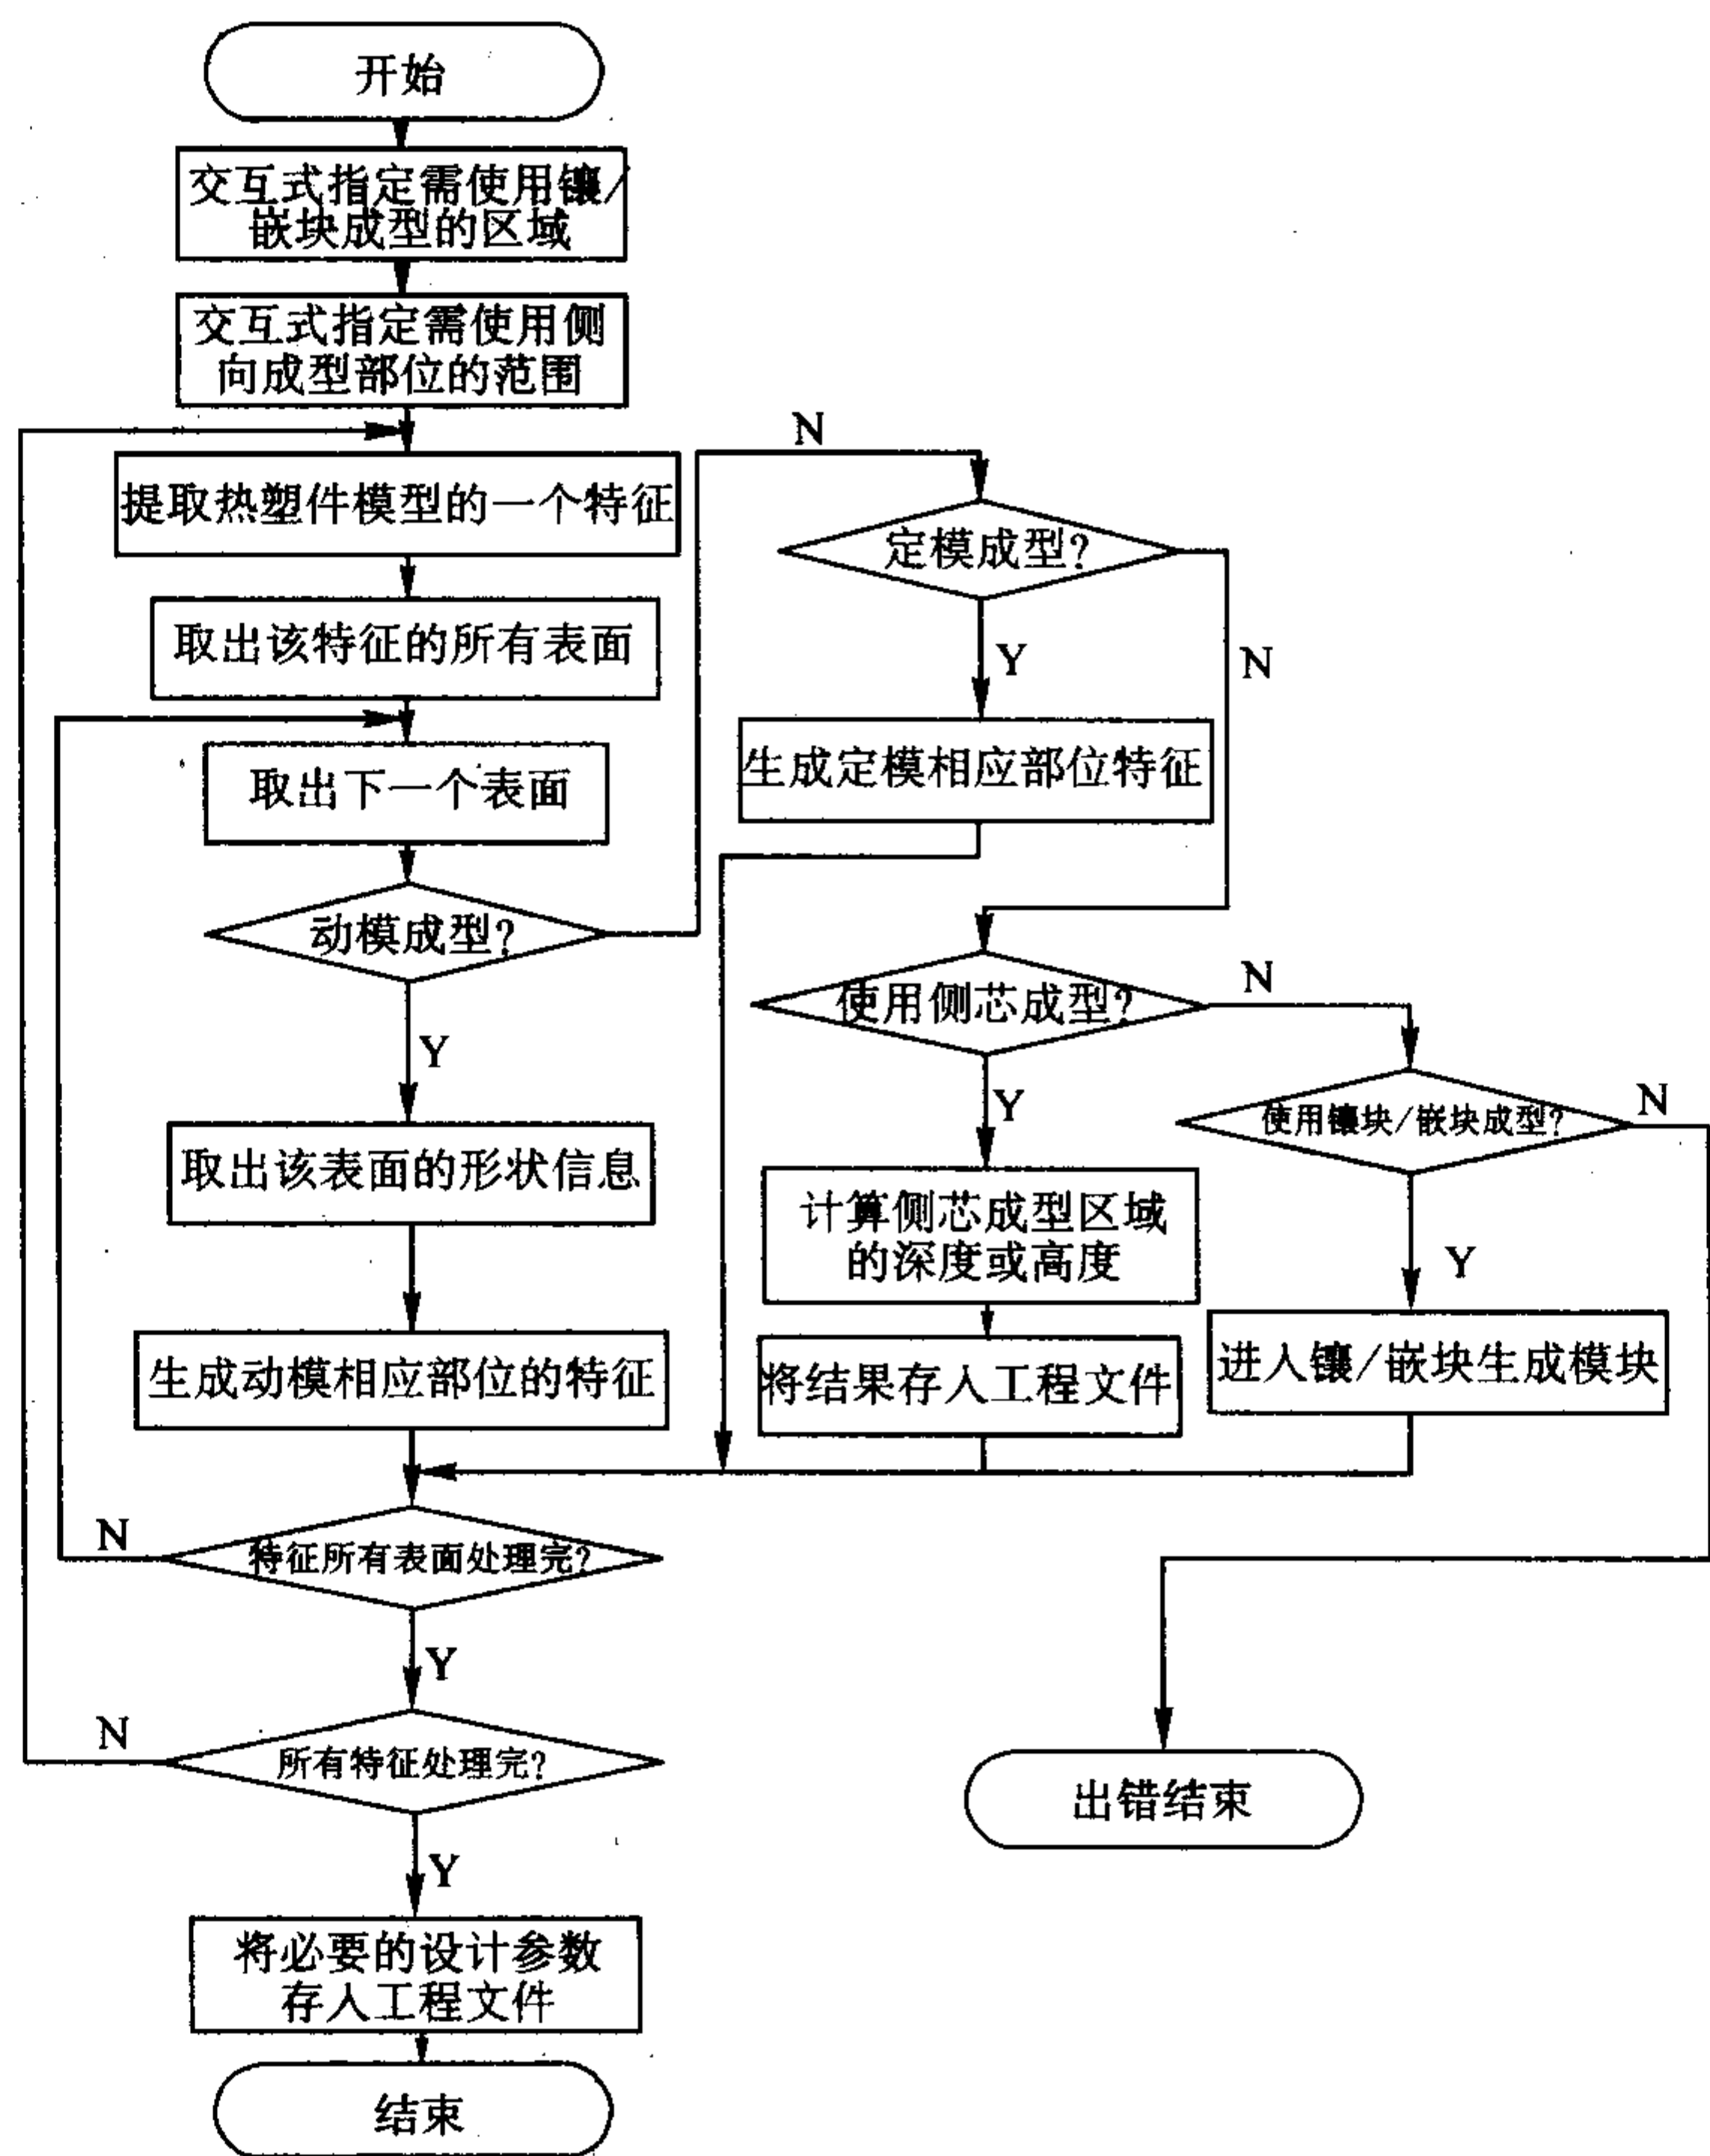 开始
交互式指定需使用镶/
嵌块成型的区域
交互式指定需使用侧
向成型部位的范围
提取热塑件模型的一个特征
取出该特征的所有表面
取出下一个表面
动模成型?
N
Y
取出该表面的形状信息
生成动模相应部位的特征
定模成型?
N
Y
生成定模相应部位特征
使用侧芯成型?
N
Y
计算侧芯成型区域
的深度或高度
将结果存入工程文件
使用镶块/嵌块成型?
N
Y
进入镶/嵌块生成模块
特征所有表面处理完?
N
Y
所有特征处理完?
N
Y
出错结束
将必要的设计参数
存入工程文件
结束